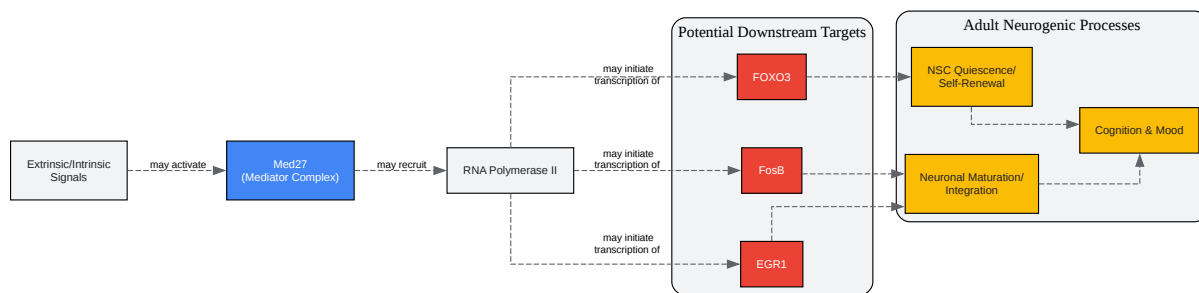 Potential Downstream Targets
Adult Neurogenic Processes
may initiate
transcription of
FOXO3
NSC Quiescence/
Self-Renewal
Cognition & Mood
Extrinsic/Intrinsic
Signals
may activate
Med27
(Mediator Complex)
may recruit
RNA Polymerase II
may initiate
transcription of
FosB
Neuronal Maturation/
Integration
may initiate
transcription of
EGR1